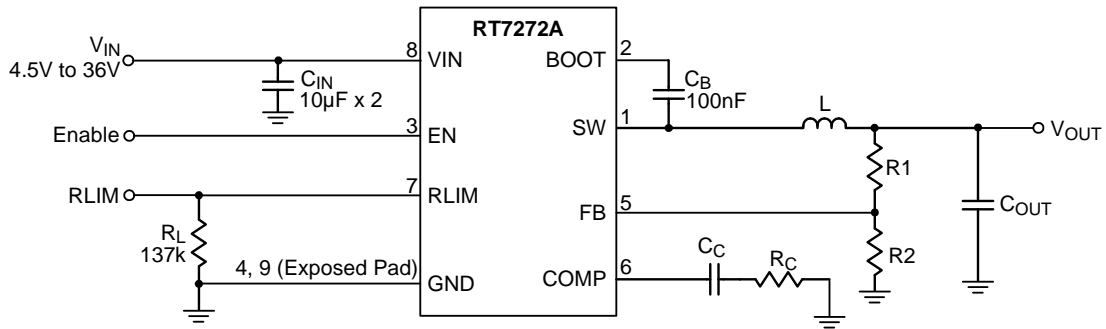 RT7272A
VIN
4.5V to 36V
8
VIN
BOOT
2
CIN
10µF x 2
CB
100nF
L
Enable
3
EN
SW
1
VOUT
R1
RLIM
7
RLIM
FB
5
COUT
RL
137k
R2
4, 9 (Exposed Pad)
GND
COMP
6
CC
RC